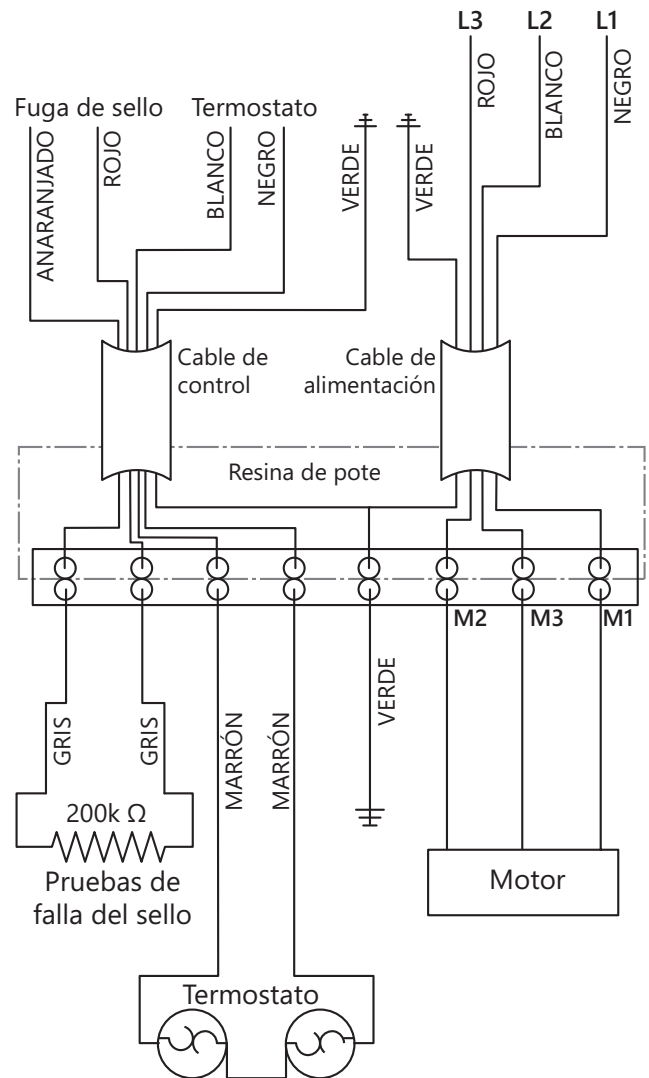 L3
L2
L1
ROJO
BLANCO
NEGRO
Fuga de sello
Termostato
ANARANJADO
ROJO
BLANCO
NEGRO
VERDE
VERDE
Cable de
control
Cable de
alimentación
Resina de pote
M2
M3
M1
GRIS
GRIS
MARRÓN
MARRÓN
VERDE
200k Ω
Pruebas de
falla del sello
Motor
Termostato